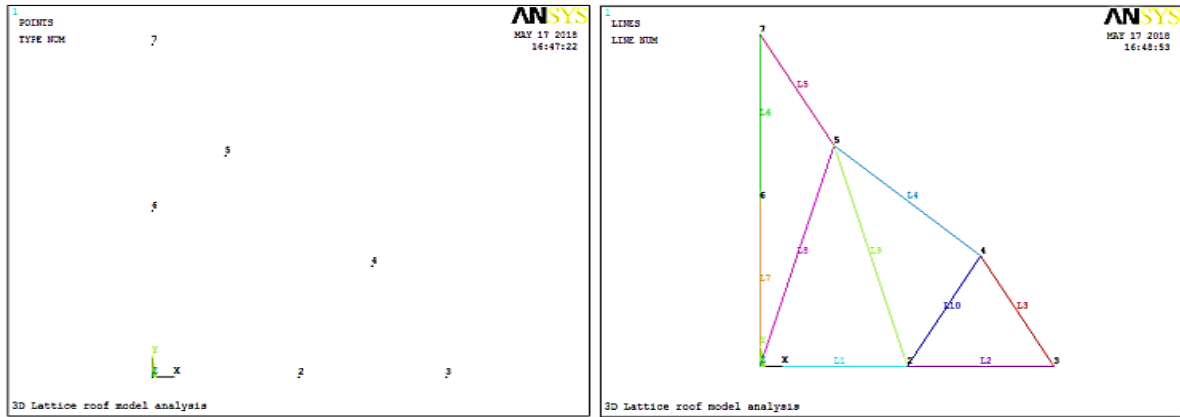 1
POINTS
TYPE NUM
ANSYS
MAY 17 2018
16:47:22
7
5
6
4
Y
Z X
2
3
3D Lattice roof model analysis
1
LINES
LINE NUM
ANSYS
MAY 17 2018
16:48:53
7
L5
L6
5
L4
6
L8
L9
4
L7
L10
L3
X
L1
2
L2
3
3D Lattice roof model analysis